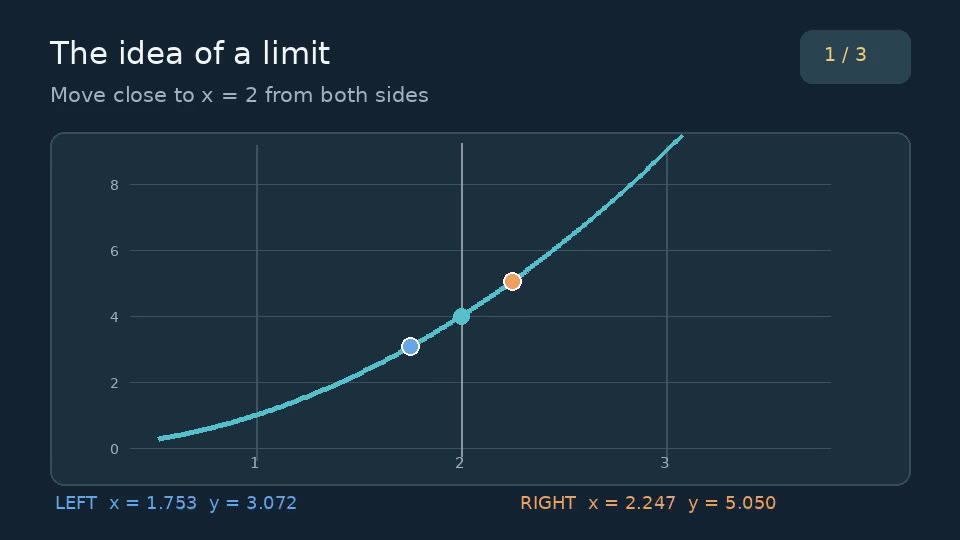 The idea of a limit
1 / 3
Move close to x = 2 from both sides
8
6
4
2
0
1 2 3
LEFT x = 1.753 y = 3.072
RIGHT x = 2.247 y = 5.050